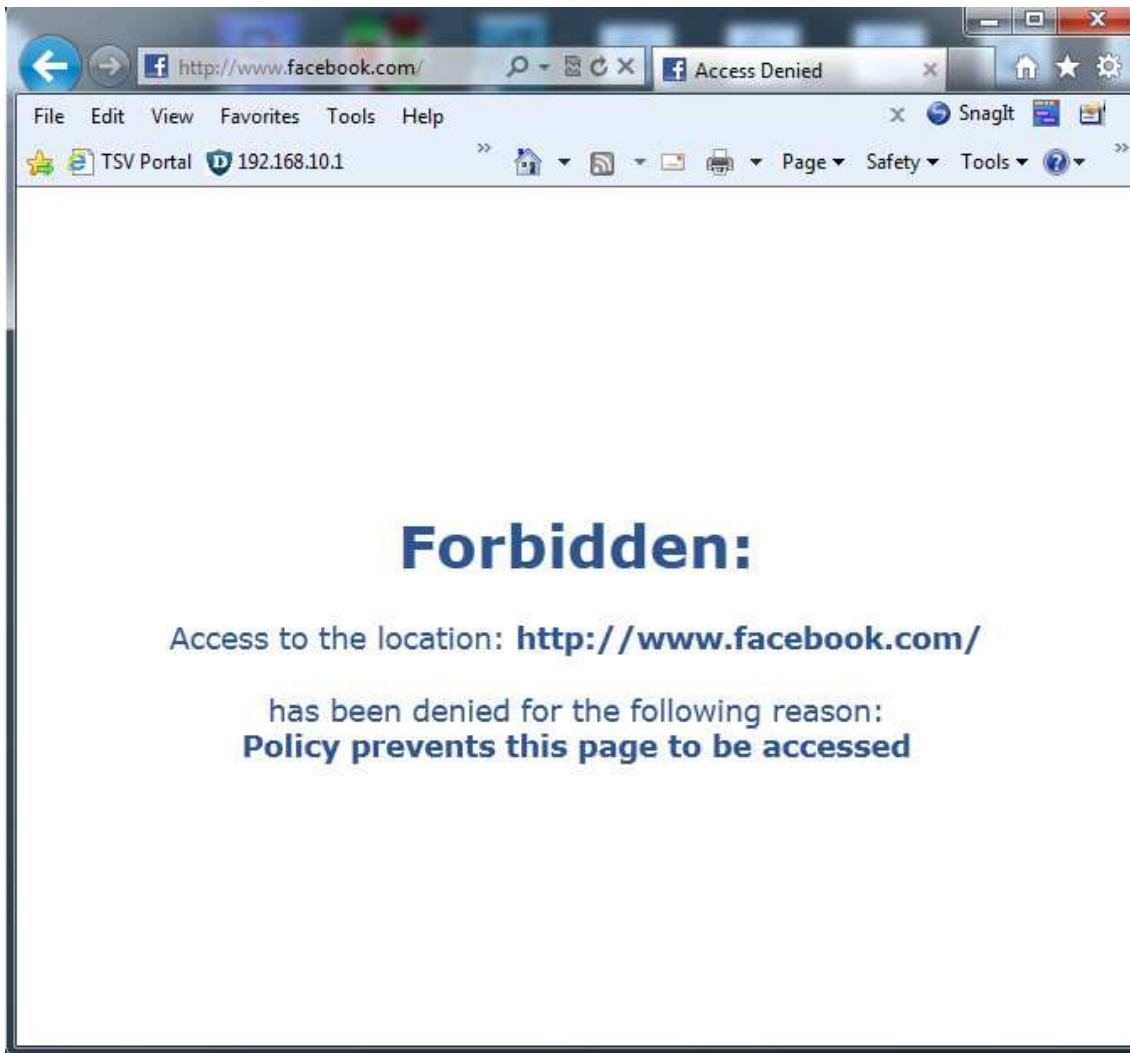 http://www.facebook.com/
Access Denied
File Edit View Favorites Tools Help
SnagIt
TSV Portal 192.168.10.1
Page Safety Tools
Forbidden:
Access to the location: http://www.facebook.com/
has been denied for the following reason:
Policy prevents this page to be accessed